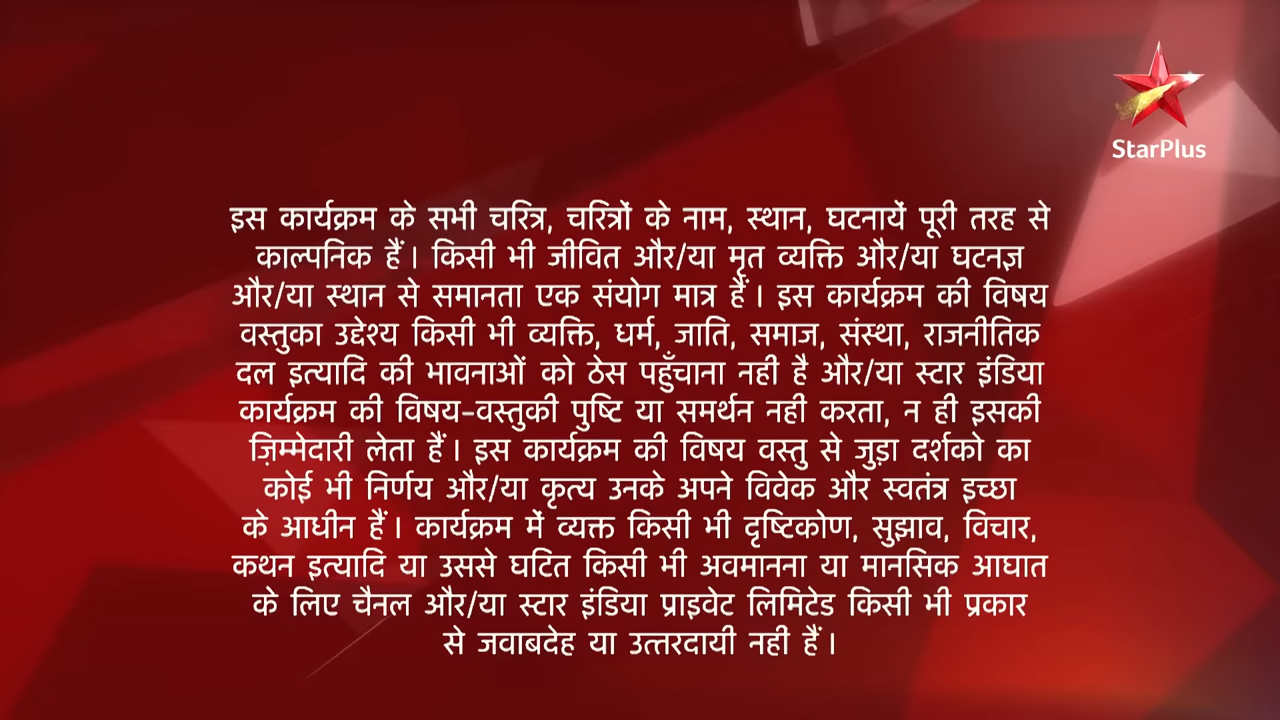 StarPlus
इस कार्यक्रम के सभी चरित्र, चरित्रों के नाम, स्थान, घटनायें पूरी तरह से
काल्पनिक हैं। किसी भी जीवित और/या मृत व्यक्ति और/या घटनज्ञ
और/या स्थान से समानता एक संयोग मात्र हैं। इस कार्यक्रम की विषय
वस्तुका उद्देश्य किसी भी व्यक्ति, धर्म, जाति, समाज, संस्था, राजनीतिक
दल इत्यादि की भावनाओं को ठेस पहुँचाना नही है और/या स्टार इंडिया
कार्यक्रम की विषय-वस्तुकी पुष्टि या समर्थन नही करता, न ही इसकी
ज़िम्मेदारी लेता हैं। इस कार्यक्रम की विषय वस्तु से जुड़ा दर्शको का
कोई भी निर्णय और/या कृत्य उनके अपने विवेक और स्वतंत्र इच्छा
के आधीन हैं। कार्यक्रम में व्यक्त किसी भी दृष्टिकोण, सुझाव, विचार,
कथन इत्यादि या उससे घटित किसी भी अवमानना या मानसिक आघात
के लिए चैनल और/या स्टार इंडिया प्राइवेट लिमिटेड किसी भी प्रकार
से जवाबदेह या उत्तरदायी नही हैं।